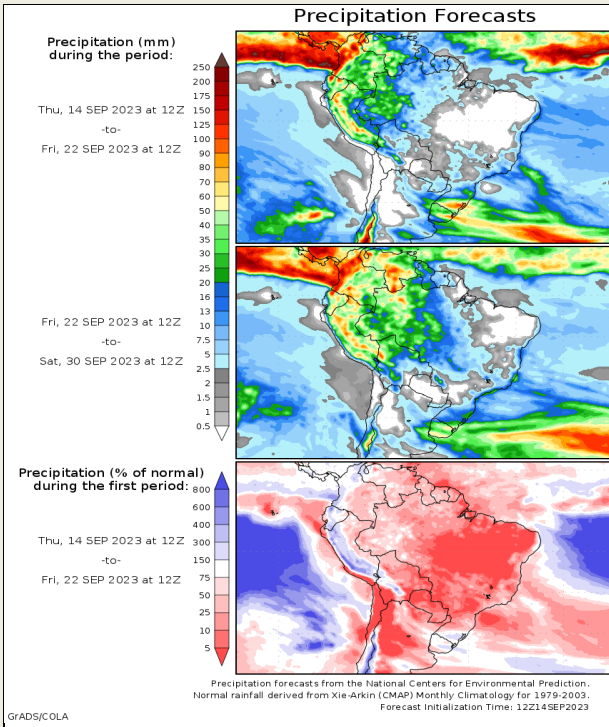 Precipitation Forecasts
Precipitation (mm)
during the period:
Thu, 14 SEP 2023 at 12Z
-to-
Fri, 22 SEP 2023 at 12Z
250
200
175
150
125
100
90
80
70
60
50
40
35
30
25
20
16
13
10
7.5
5
2.5
2
1.5
1
0.5
Fri, 22 SEP 2023 at 12Z
-to-
Sat, 30 SEP 2023 at 12Z
Precipitation (% of normal)
during the first period:
Thu, 14 SEP 2023 at 12Z
-to-
Fri, 22 SEP 2023 at 12Z
800
600
400
300
150
75
50
25
10
5
Precipitation forecasts from the National Centers for Environmental Prediction.
Normal rainfall derived from Xie-Arkin (CMAP) Monthly Climatology for 1979-2003.
Forecast Initialization Time: 12Z14SEP2023
GrADS/COLA